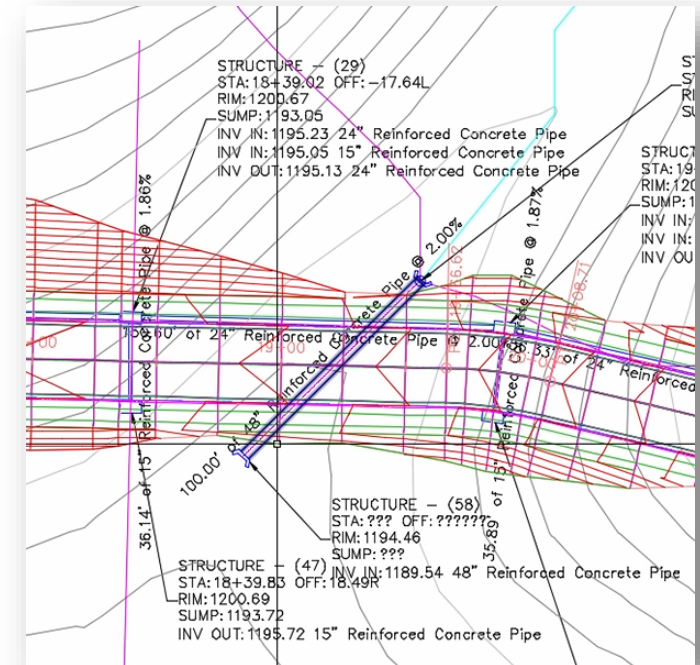 STRUCTURE - (29)
STA:18+39.02 OFF:-17.64L
RIM:1200.67
SUMP:1193.05
INV IN:1195.23 24" Reinforced Concrete Pipe
INV IN:1195.05 15" Reinforced Concrete Pipe
INV OUT:1195.13 24" Reinforced Concrete Pipe
ST
S
RI
SU
STRUCT
STA:19
RIM:120
SUMP:1
INV IN:
INV IN:
INV OU
36.14' of 15" Reinforced Concrete Pipe @ 1.86%
100.00' of 48" Reinforced Concrete Pipe @ 2.00%
35.89' of 15" Reinforced Concrete Pipe @ 1.87%
of 24" Reinforced Concrete Pipe @ 2.00%
of 24" Reinforced
19+00
STRUCTURE - (58)
STA:??? OFF:??????
RIM:1194.46
SUMP:???
INV IN:1189.54 48" Reinforced Concrete Pipe
STRUCTURE - (47)
STA:18+39.83 OFF:18.49R
RIM:1200.69
SUMP:1193.72
INV OUT:1195.72 15" Reinforced Concrete Pipe